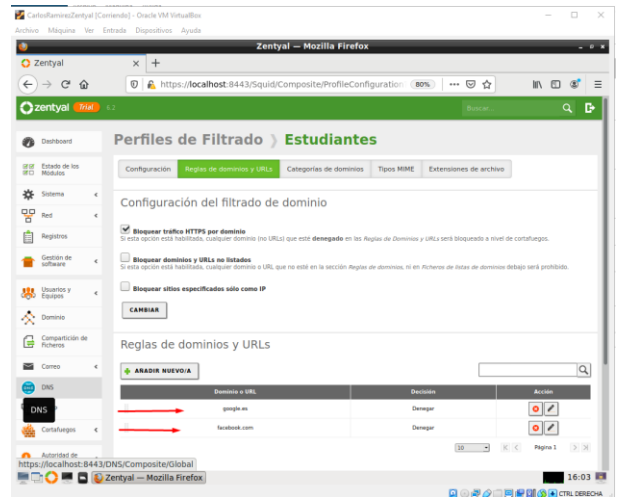 CarlosRamirezZentyal [Corriendo] - Oracle VM VirtualBox
Archivo Máquina Ver Entrada Dispositivos Ayuda
Zentyal — Mozilla Firefox
Zentyal
https://localhost:8443/Squid/Composite/ProfileConfiguration 80%
zentyal Trial 6.2 Buscar...
Dashboard
Estado de los Módulos
Sistema
Red
Registros
Gestión de software
Usuarios y Equipos
Dominio
Compartición de Ficheros
Correo
DNS
DNS
Cortafuegos
Autoridad de
Perfiles de Filtrado Estudiantes
Configuración Reglas de dominios y URLs Categorías de dominios Tipos MIME Extensiones de archivo
Configuración del filtrado de dominio
Bloquear tráfico HTTPS por dominio
Si esta opción está habilitada, cualquier dominio (no URLs) que esté denegado en las Reglas de Dominios y URLs será bloqueado a nivel de cortafuegos.
Bloquear dominios y URLs no listados
Si esta opción está habilitada, cualquier dominio o URL que no esté en la sección Reglas de dominios, ni en Ficheros de listas de dominios debajo será prohibido.
Bloquear sitios especificados sólo como IP
CAMBIAR
Reglas de dominios y URLs
AÑADIR NUEVO/A
Dominio o URL Decisión Acción
google.es Denegar
facebook.com Denegar
10 Página 1
https://localhost:8443/DNS/Composite/Global
Zentyal — Mozilla Firefox 16:03
CTRL DERECHA